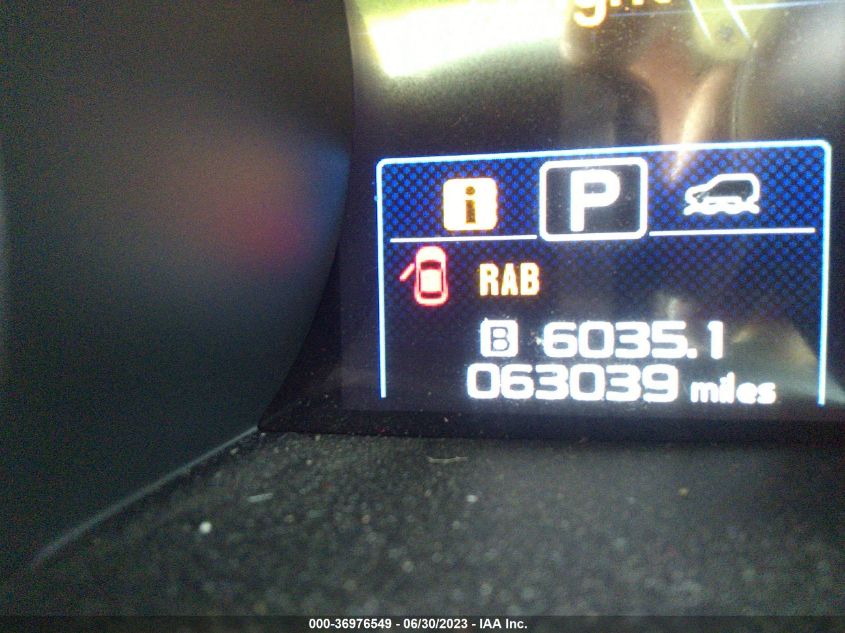 i P
RAB
B 6035.1
063039 miles
000-36976549 - 06/30/2023 - IAA Inc.